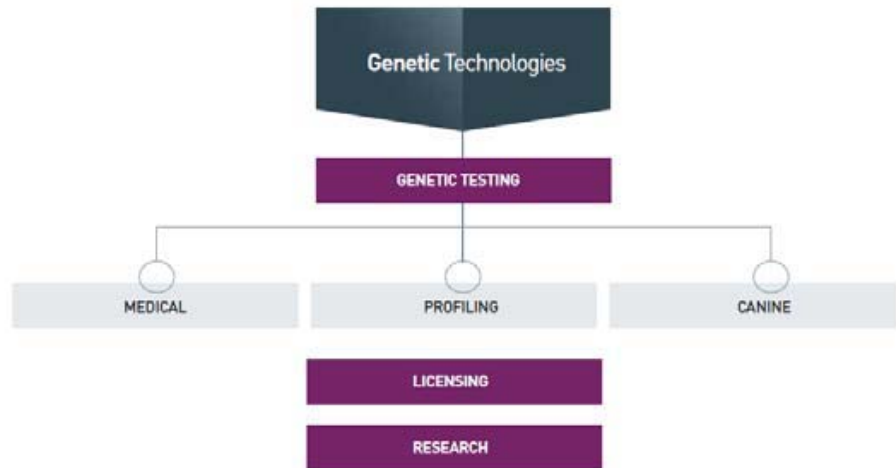 Genetic Technologies
GENETIC TESTING
MEDICAL PROFILING CANINE
LICENSING
RESEARCH